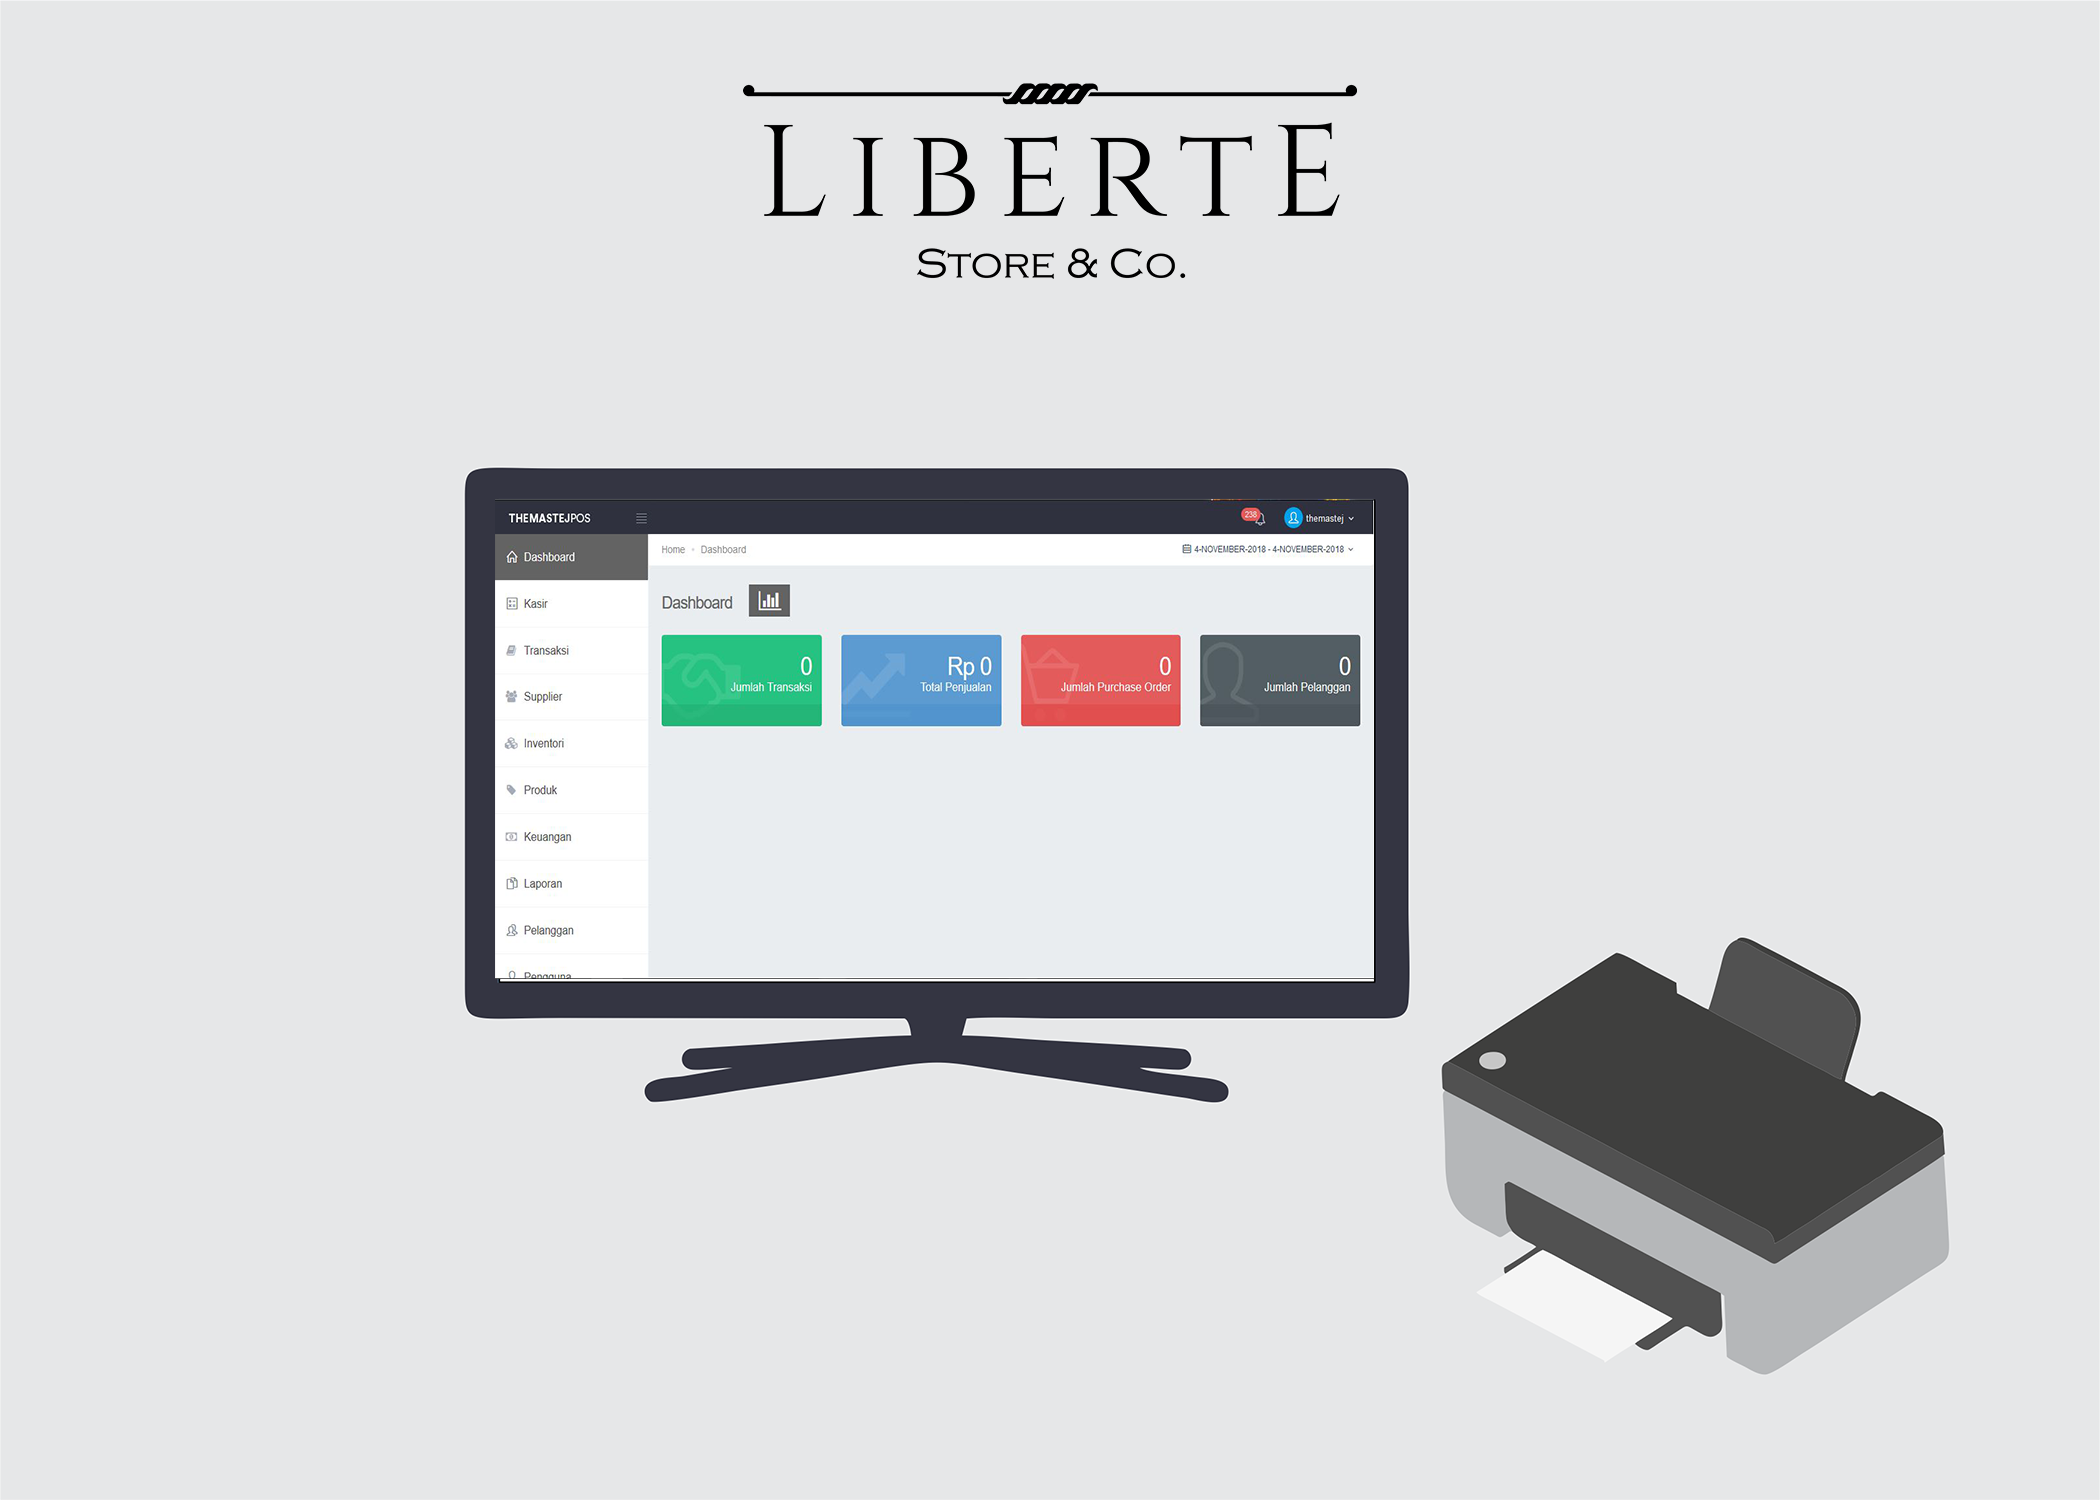 LIBERTE
STORE & CO.
THEMASTEJPOS
238
themastej
Dashboard
Home • Dashboard
4-NOVEMBER-2018 - 4-NOVEMBER-2018
Kasir
Transaksi
Supplier
Inventori
Produk
Keuangan
Laporan
Pelanggan
Pengguna
Dashboard
0
Jumlah Transaksi
Rp 0
Total Penjualan
0
Jumlah Purchase Order
0
Jumlah Pelanggan